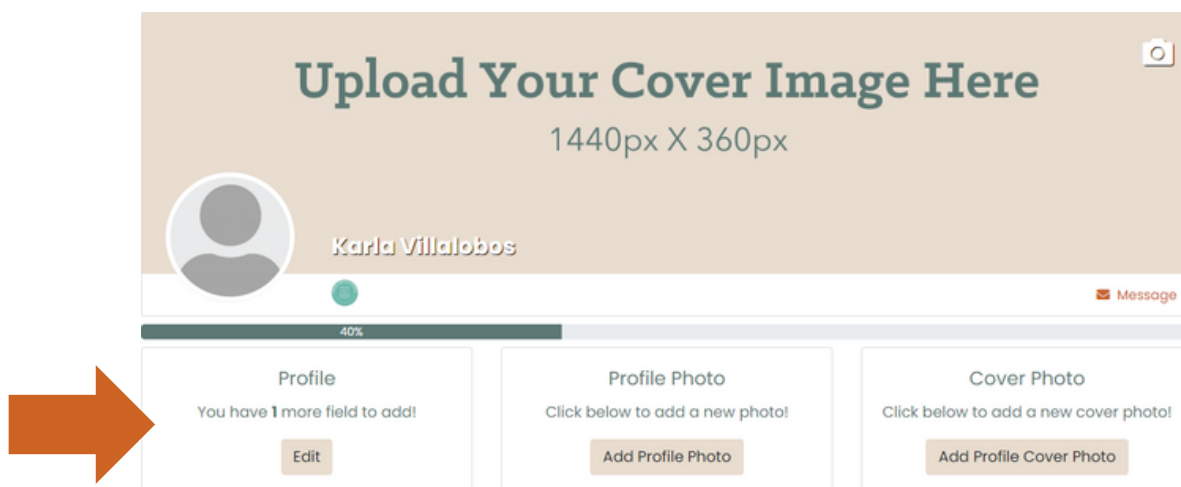 Upload Your Cover Image Here
1440px X 360px
Karla Villalobos
Message
40%
Profile
You have 1 more field to add!
Edit
Profile Photo
Click below to add a new photo!
Add Profile Photo
Cover Photo
Click below to add a new cover photo!
Add Profile Cover Photo